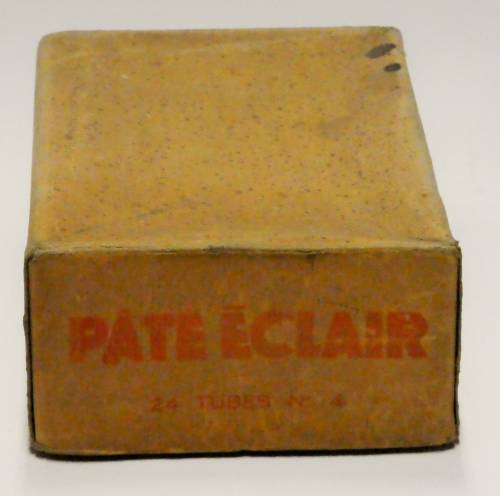 PATE ÉCLAIR
24 TUBES N° 4